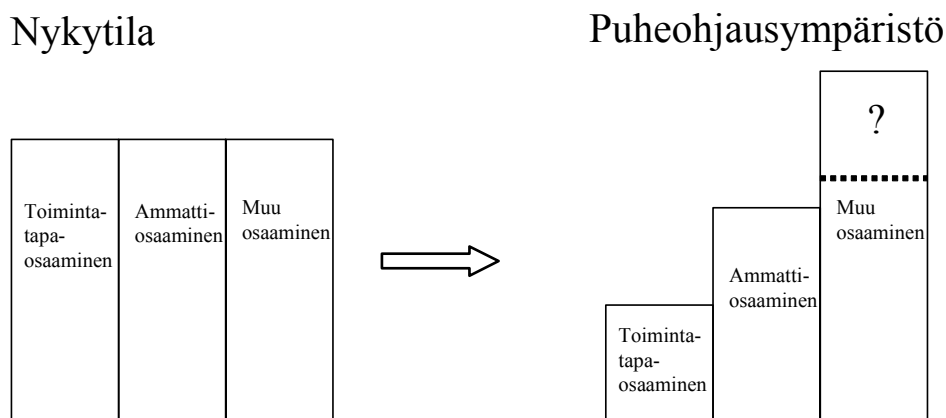 Nykytila
Toiminta-
tapa-
osaaminen
Ammatti-
osaaminen
Muu
osaaminen
Puheohjausympäristö
Toiminta-
tapa-
osaaminen
Ammatti-
osaaminen
?
Muu
osaaminen